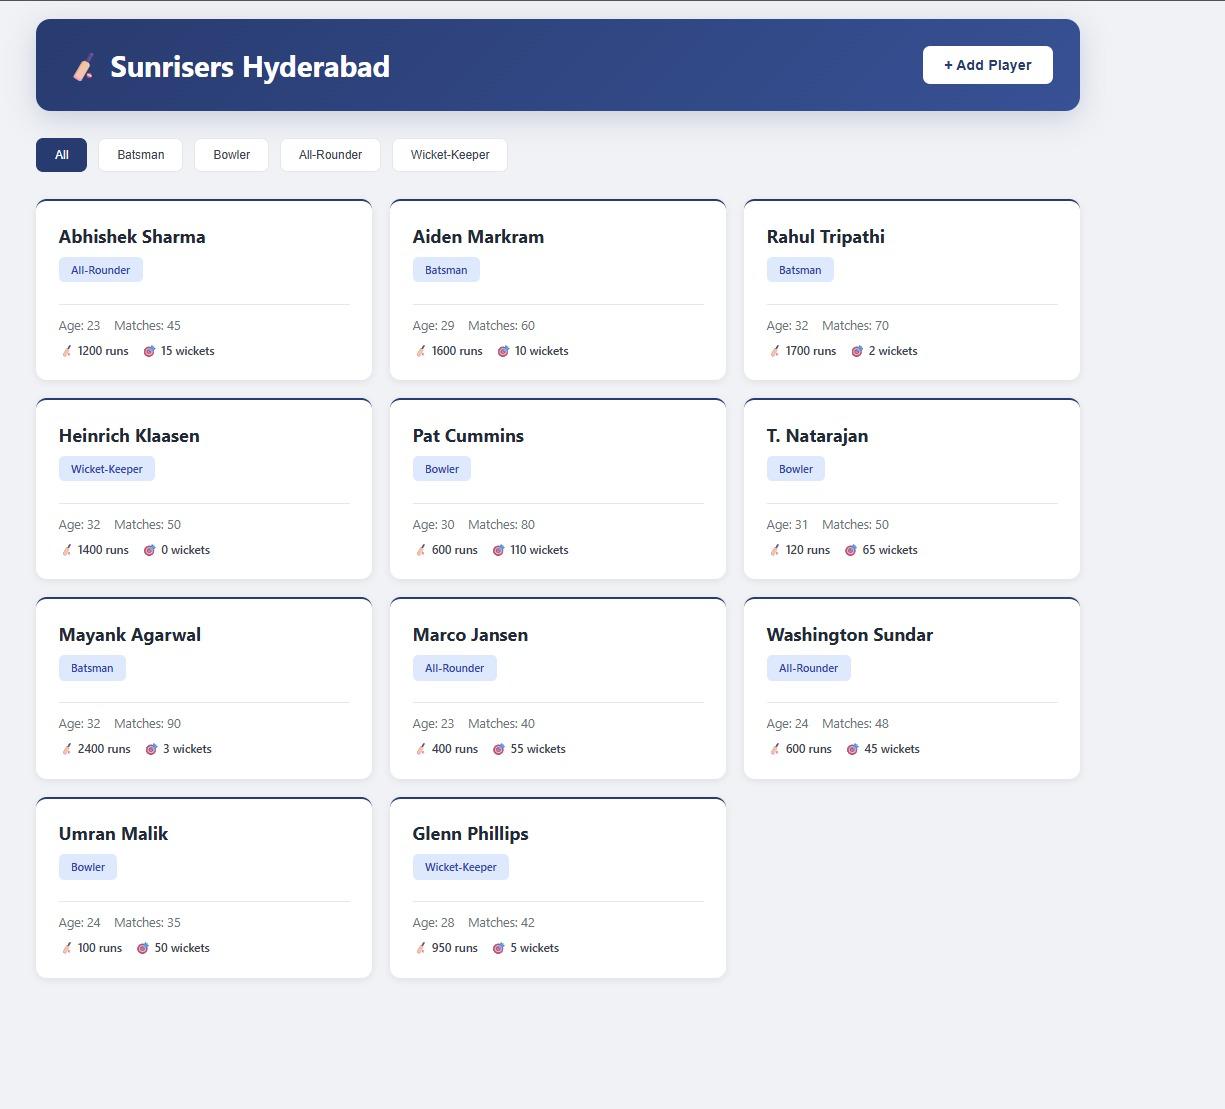 Sunrisers Hyderabad
+ Add Player
All Batsman Bowler All-Rounder Wicket-Keeper
Abhishek Sharma
All-Rounder
Age: 23 Matches: 45
1200 runs 15 wickets
Aiden Markram
Batsman
Age: 29 Matches: 60
1600 runs 10 wickets
Rahul Tripathi
Batsman
Age: 32 Matches: 70
1700 runs 2 wickets
Heinrich Klaasen
Wicket-Keeper
Age: 32 Matches: 50
1400 runs 0 wickets
Pat Cummins
Bowler
Age: 30 Matches: 80
600 runs 110 wickets
T. Natarajan
Bowler
Age: 31 Matches: 50
120 runs 65 wickets
Mayank Agarwal
Batsman
Age: 32 Matches: 90
2400 runs 3 wickets
Marco Jansen
All-Rounder
Age: 23 Matches: 40
400 runs 55 wickets
Washington Sundar
All-Rounder
Age: 24 Matches: 48
600 runs 45 wickets
Umran Malik
Bowler
Age: 24 Matches: 35
100 runs 50 wickets
Glenn Phillips
Wicket-Keeper
Age: 28 Matches: 42
950 runs 5 wickets